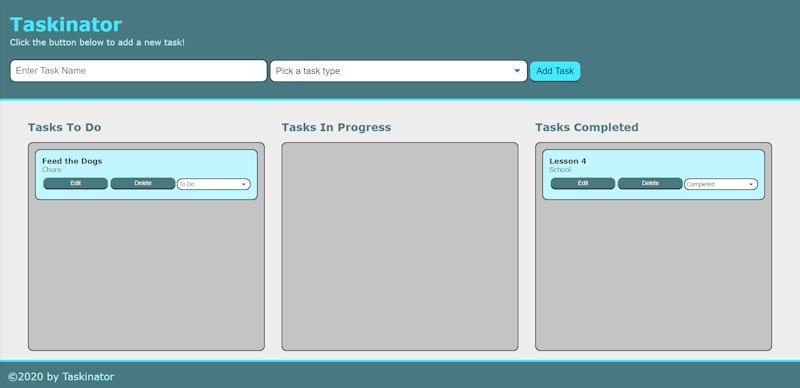 Taskinator
Click the button below to add a new task!
Enter Task Name
Pick a task type
Add Task
Tasks To Do
Feed the Dogs
Chore
Edit
Delete
To Do
Tasks In Progress
Tasks Completed
Lesson 4
School
Edit
Delete
Completed
©2020 by Taskinator